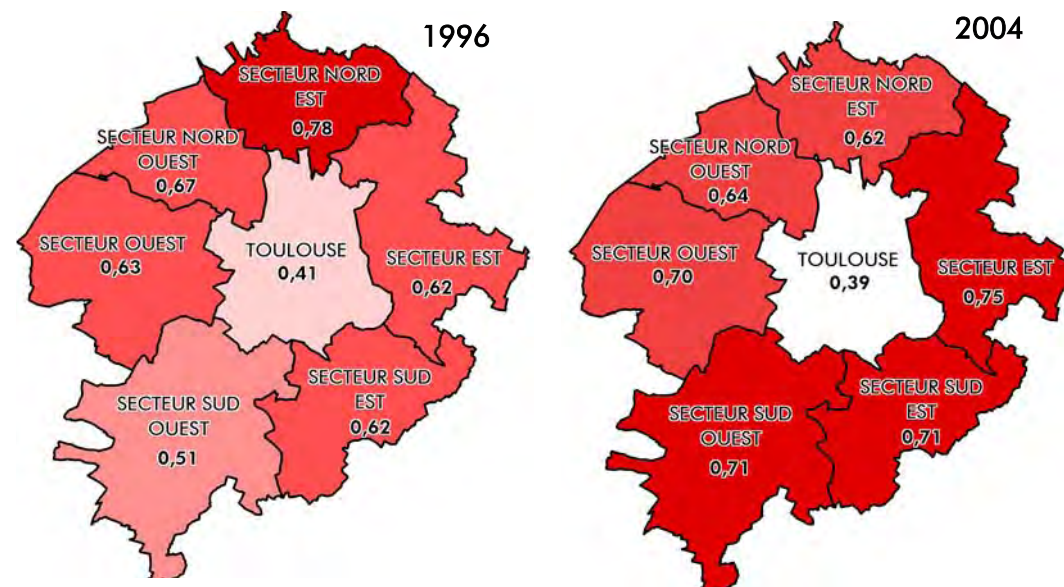 1996
SECTEUR NORD
EST
0,78
SECTEUR NORD
OUEST
0,67
SECTEUR OUEST
0,63
TOULOUSE
0,41
SECTEUR EST
0,62
SECTEUR SUD
EST
0,62
SECTEUR SUD
OUEST
0,51
2004
SECTEUR NORD
EST
0,62
SECTEUR NORD
OUEST
0,64
SECTEUR OUEST
0,70
TOULOUSE
0,39
SECTEUR EST
0,75
SECTEUR SUD
EST
0,71
SECTEUR SUD
OUEST
0,71